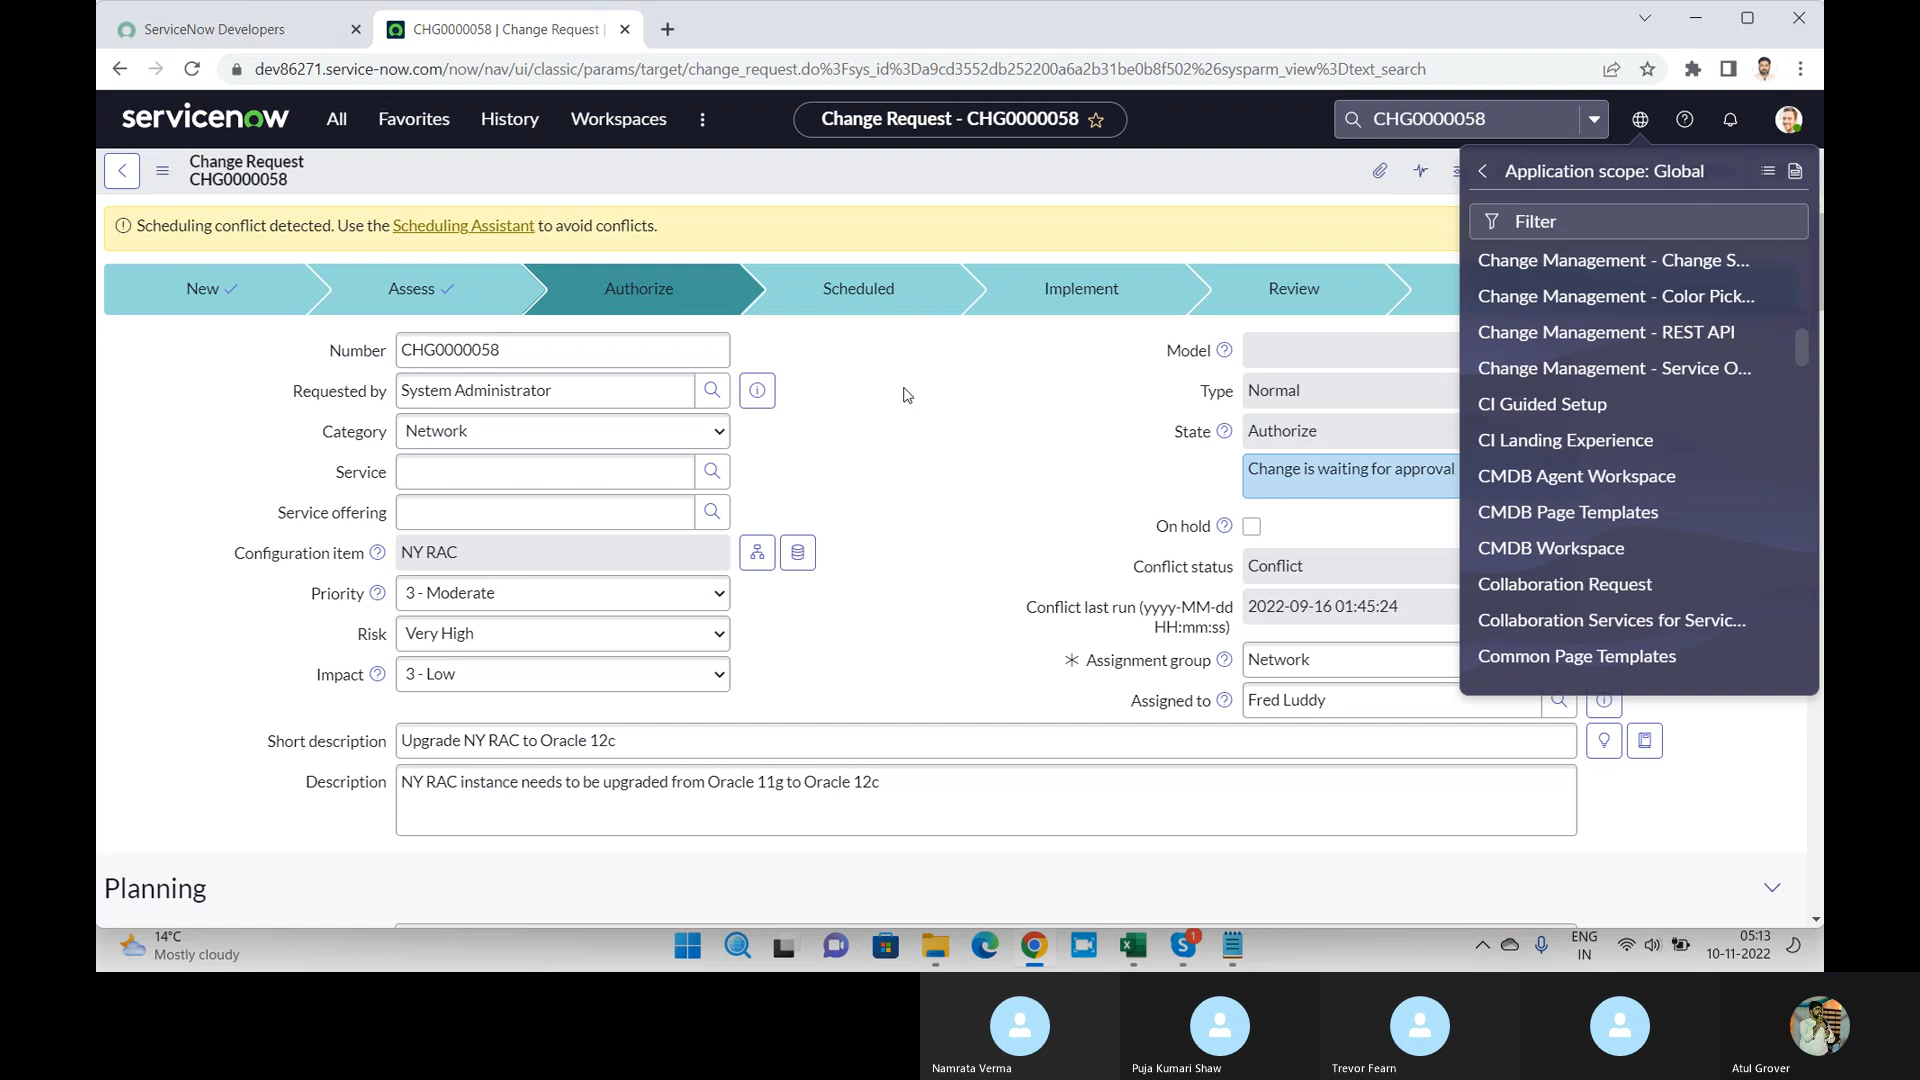 ServiceNow Developers
CHG0000058 | Change Request |
dev86271.service-now.com/now/nav/ui/classic/params/target/change_request.do%3Fsys_id%3Da9cd3552db252200a6a2b31be0b8f502%26sysparm_view%3Dtext_search
servicenow
All
Favorites
History
Workspaces
Change Request - CHG0000058
CHG0000058
Change Request
CHG0000058
Application scope: Global
Filter
Change Management - Change S...
Change Management - Color Pick...
Change Management - REST API
Change Management - Service O...
CI Guided Setup
CI Landing Experience
CMDB Agent Workspace
CMDB Page Templates
CMDB Workspace
Collaboration Request
Collaboration Services for Servic...
Common Page Templates
Scheduling conflict detected. Use the Scheduling Assistant to avoid conflicts.
New
Assess
Authorize
Scheduled
Implement
Review
Number CHG0000058
Requested by System Administrator
Category Network
Service
Service offering
Configuration item NY RAC
Priority 3 - Moderate
Risk Very High
Impact 3 - Low
Model
Type Normal
State Authorize
Change is waiting for approval
On hold
Conflict status Conflict
Conflict last run (yyyy-MM-dd
HH:mm:ss) 2022-09-16 01:45:24
Assignment group Network
Assigned to Fred Luddy
Short description Upgrade NY RAC to Oracle 12c
Description NY RAC instance needs to be upgraded from Oracle 11g to Oracle 12c
Planning
14°C
Mostly cloudy
S 1
ENG
IN
05:13
10-11-2022
Namrata Verma
Puja Kumari Shaw
Trevor Fearn
Atul Grover